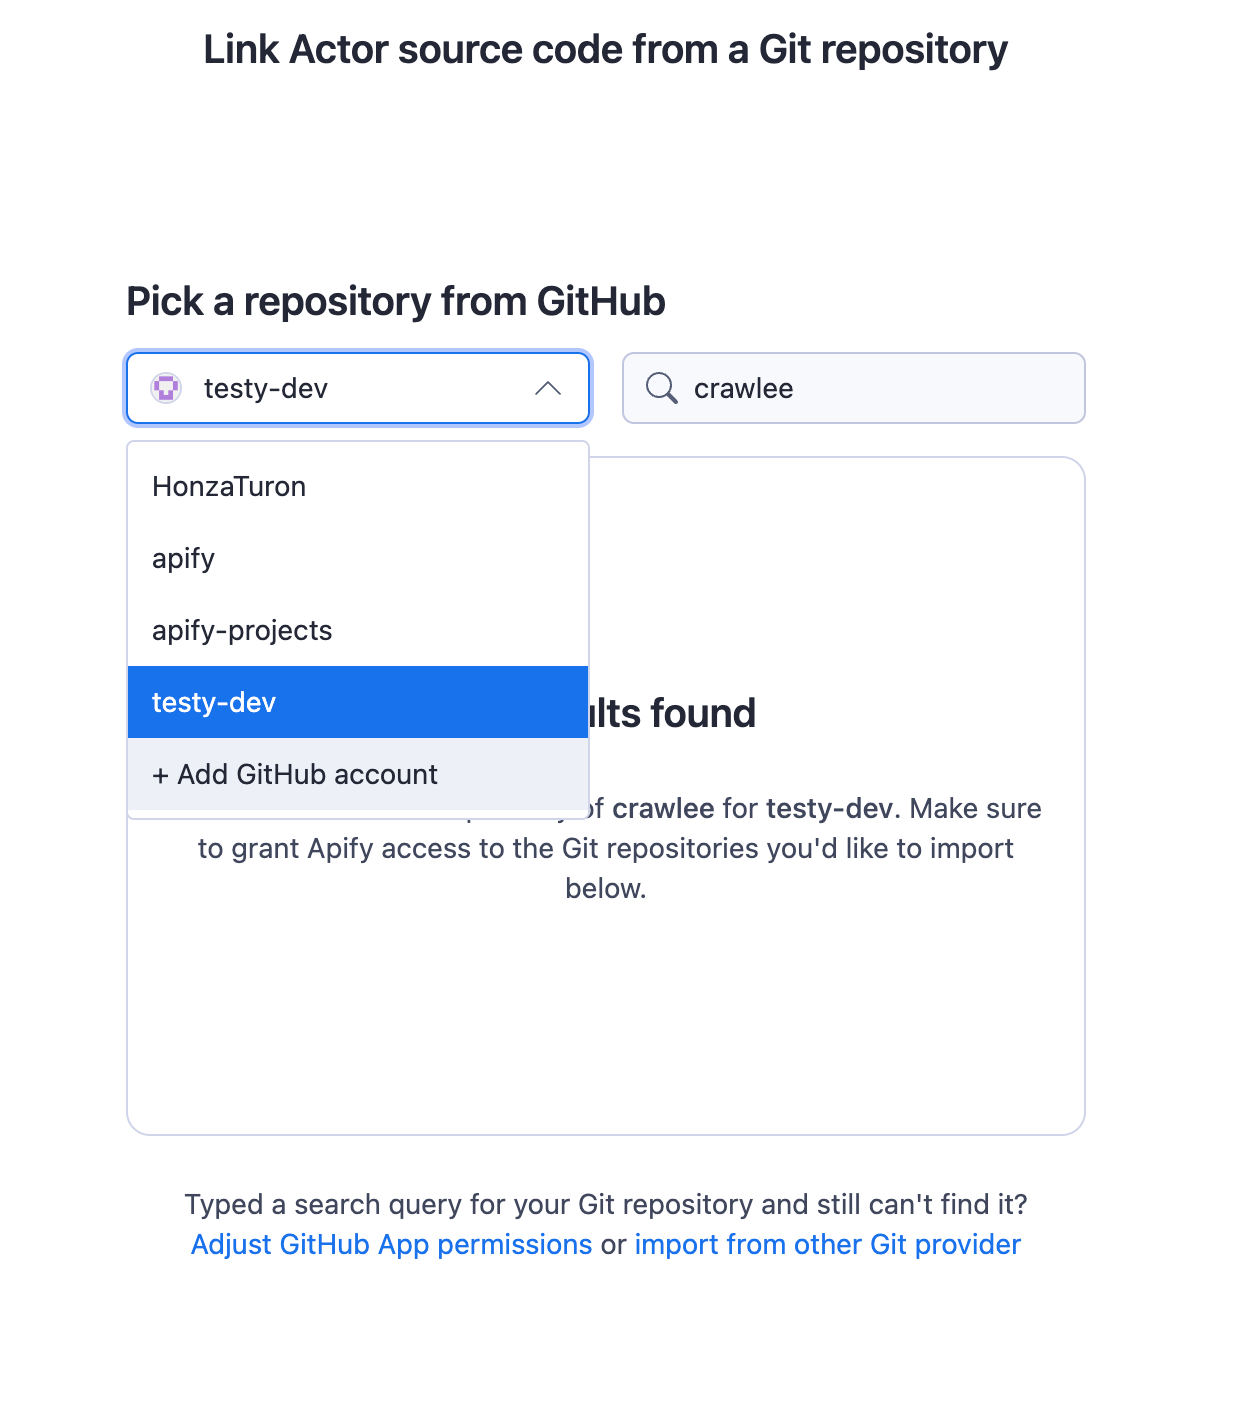 Link Actor source code from a Git repository
Pick a repository from GitHub
testy-dev
crawlee
HonzaTuron
apify
apify-projects
testy-dev
+ Add GitHub account
found
of crawlee for testy-dev. Make sure
to grant Apify access to the Git repositories you'd like to import
below.
Typed a search query for your Git repository and still can't find it?
Adjust GitHub App permissions or import from other Git provider